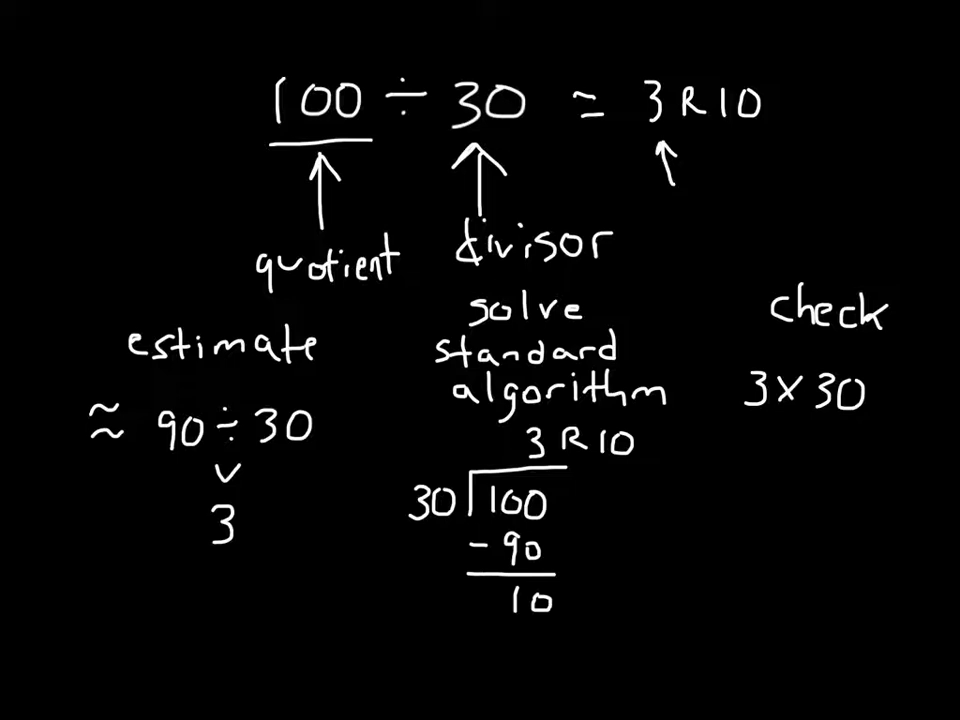 100 ÷ 30 = 3 R 10
quotient divisor
estimate
≈ 90 ÷ 30
3
solve
standard
algorithm
3 R 10
30 100
- 90
10
check
3 x 30